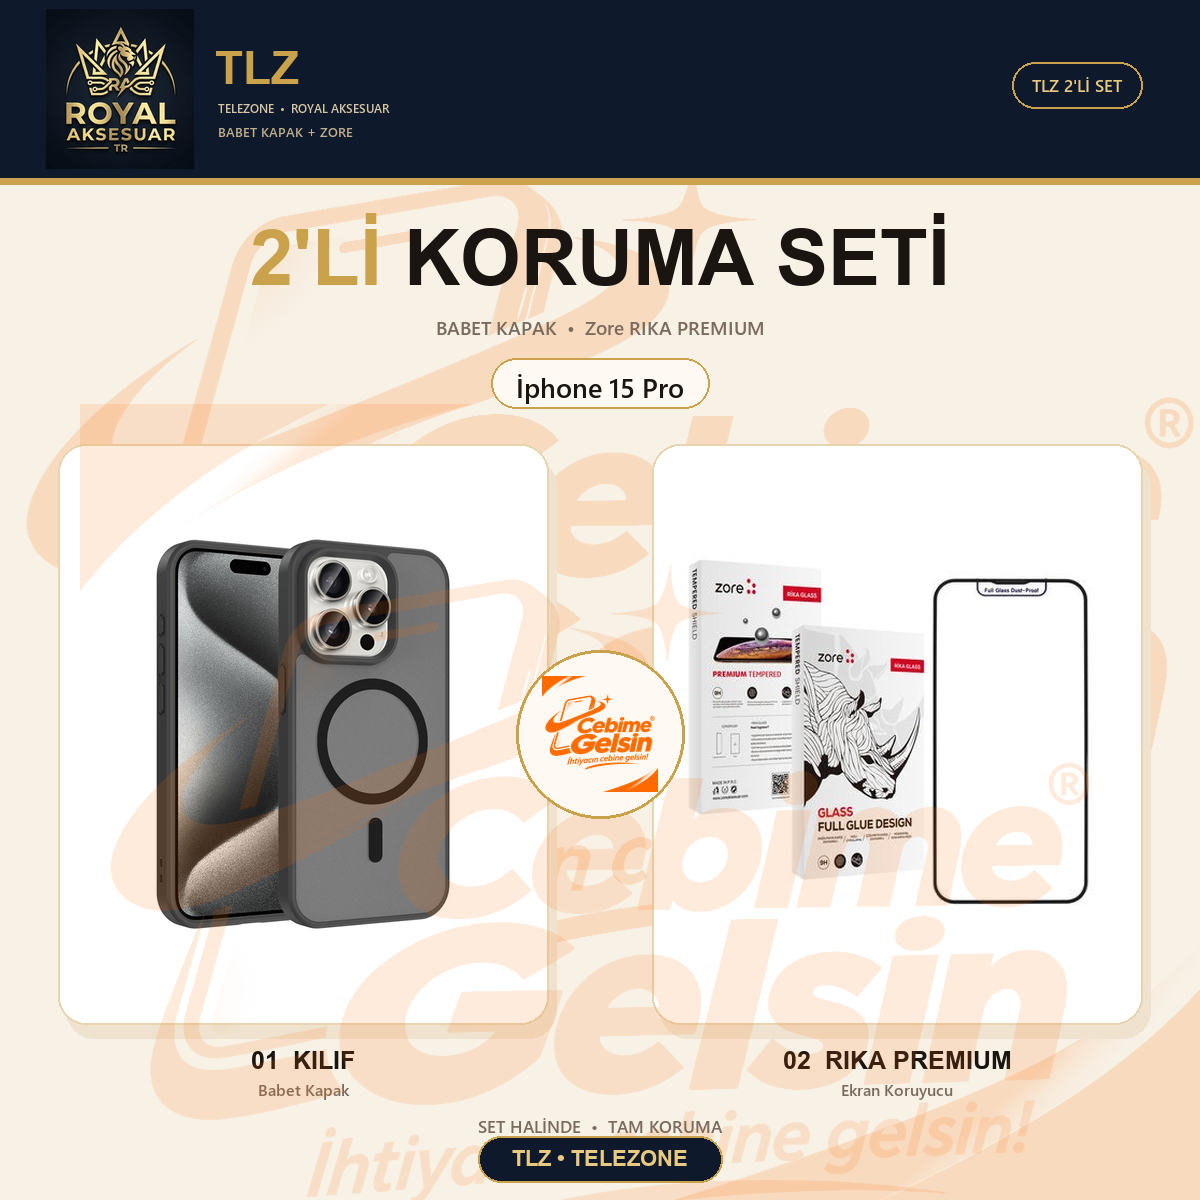 ROYAL
AKSESUAR
TR
TLZ
TELEZONE • ROYAL AKSESUAR
BABET KAPAK + ZORE
TLZ 2'Lİ SET
2'Lİ KORUMA SETİ
BABET KAPAK • Zore RIKA PREMIUM
İphone 15 Pro
zore
RİKA GLASS
TEMPERED SHIELD
PREMIUM TEMPERED
zore
RİKA GLASS
TEMPERED SHIELD
GLASS
FULL GLUE DESIGN
9H
Full Glass Dust-Proof
Cebime®
Gelsin
İhtiyacın cebine gelsin!
Cebime®
Gelsin
01 KILIF
Babet Kapak
02 RIKA PREMIUM
Ekran Koruyucu
SET HALİNDE • TAM KORUMA
TLZ • TELEZONE